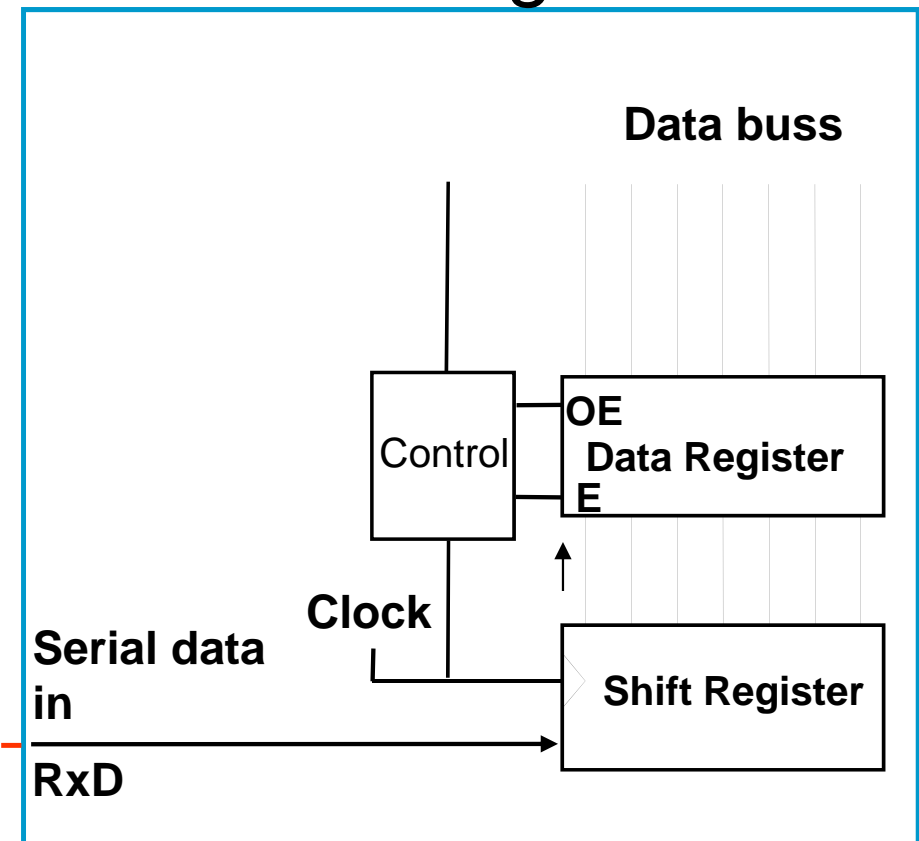 Data buss
OE
Control
Data Register
E
Clock
Serial data
in
Shift Register
RxD